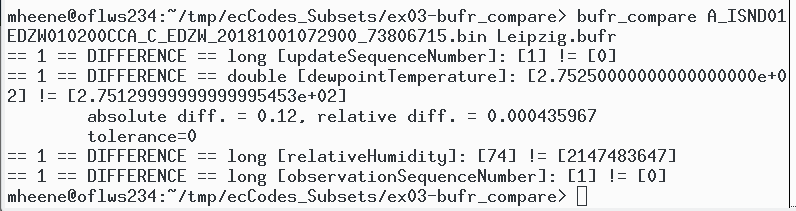 mheene@oflws234:~/tmp/ecCodes_Subsets/ex03-bufr_compare> bufr_compare A_ISND01
EDZW010200CCA_C_EDZW_20181001072900_73806715.bin Leipzig.bufr
== 1 == DIFFERENCE == long [updateSequenceNumber]: [1] != [0]
== 1 == DIFFERENCE == double [dewpointTemperature]: [2.75250000000000000000e+0
02] != [2.75129999999999995453e+02]
        absolute diff. = 0.12, relative diff. = 0.000435967
        tolerance=0
== 1 == DIFFERENCE == long [relativeHumidity]: [74] != [2147483647]
== 1 == DIFFERENCE == long [observationSequenceNumber]: [1] != [0]
mheene@oflws234:~/tmp/ecCodes_Subsets/ex03-bufr_compare>